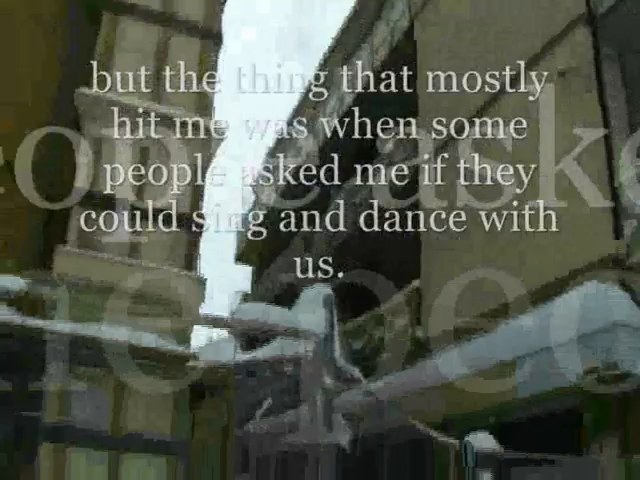 but the thing that mostly
hit me was when some
people asked me if they
could sing and dance with
us.